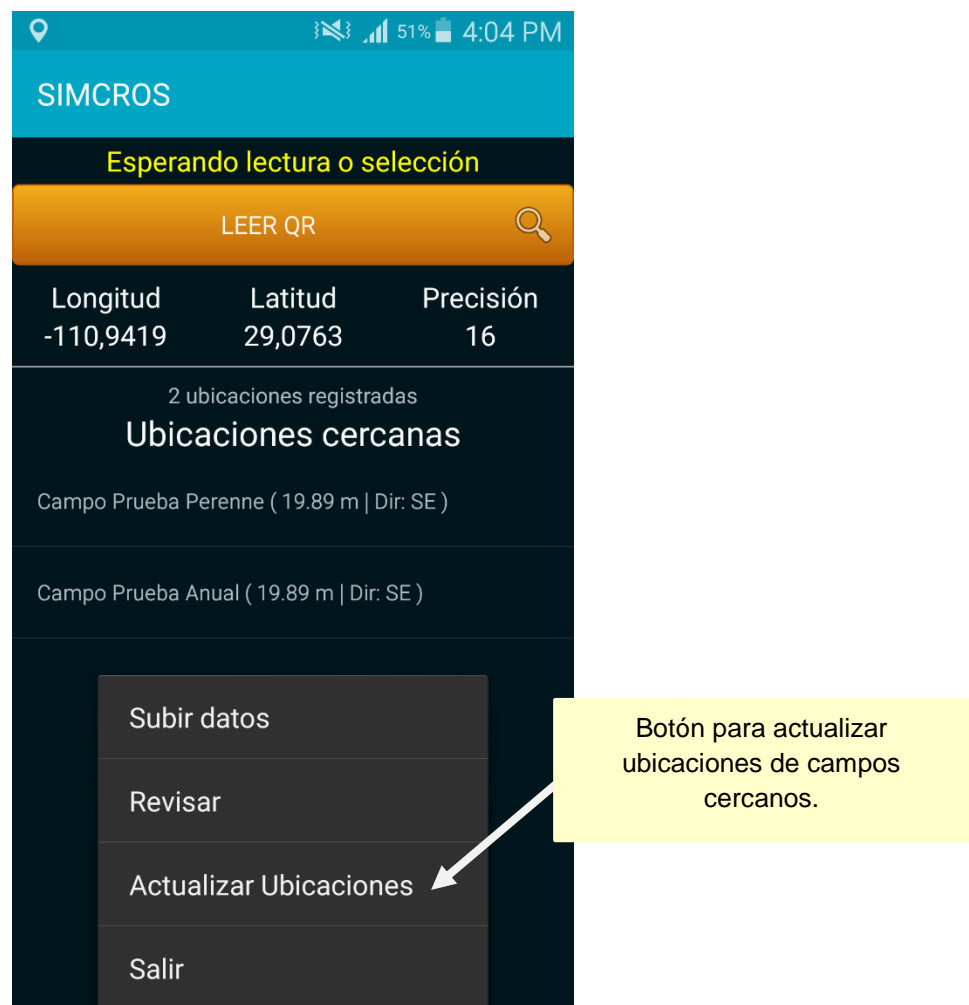 51% 4:04 PM
SIMCROS
Esperando lectura o selección
LEER QR
Longitud Latitud Precisión
-110,9419 29,0763 16
2 ubicaciones registradas
Ubicaciones cercanas
Campo Prueba Perenne ( 19.89 m | Dir: SE )
Campo Prueba Anual ( 19.89 m | Dir: SE )
Subir datos
Revisar
Actualizar Ubicaciones
Salir
Botón para actualizar
ubicaciones de campos
cercanos.